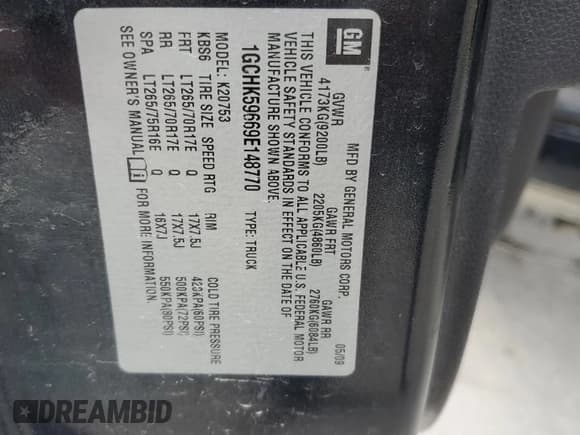 GM
MFD BY GENERAL MOTORS CORP. 05/09
GVWR GAWR FRT GAWR RR
4173KG(9200LB) 2205KG(4860LB) 2760KG(6084LB)
THIS VEHICLE CONFORMS TO ALL APPLICABLE U.S. FEDERAL MOTOR
VEHICLE SAFETY STANDARDS IN EFFECT ON THE DATE OF
MANUFACTURE SHOWN ABOVE.
1GCHK59669E148770 TYPE: TRUCK
MODEL: K20753
KBS6 TIRE SIZE SPEED RTG RIM COLD TIRE PRESSURE
FRT LT265/70R17E Q 17X7.5J 423KPA(60PSI)
RR LT265/70R17E Q 17X7.5J 500KPA(72PSI)
SPA LT265/75R16E Q 16X7J 550KPA(80PSI)
SEE OWNER'S MANUAL FOR MORE INFORMATION.
DREAMBID